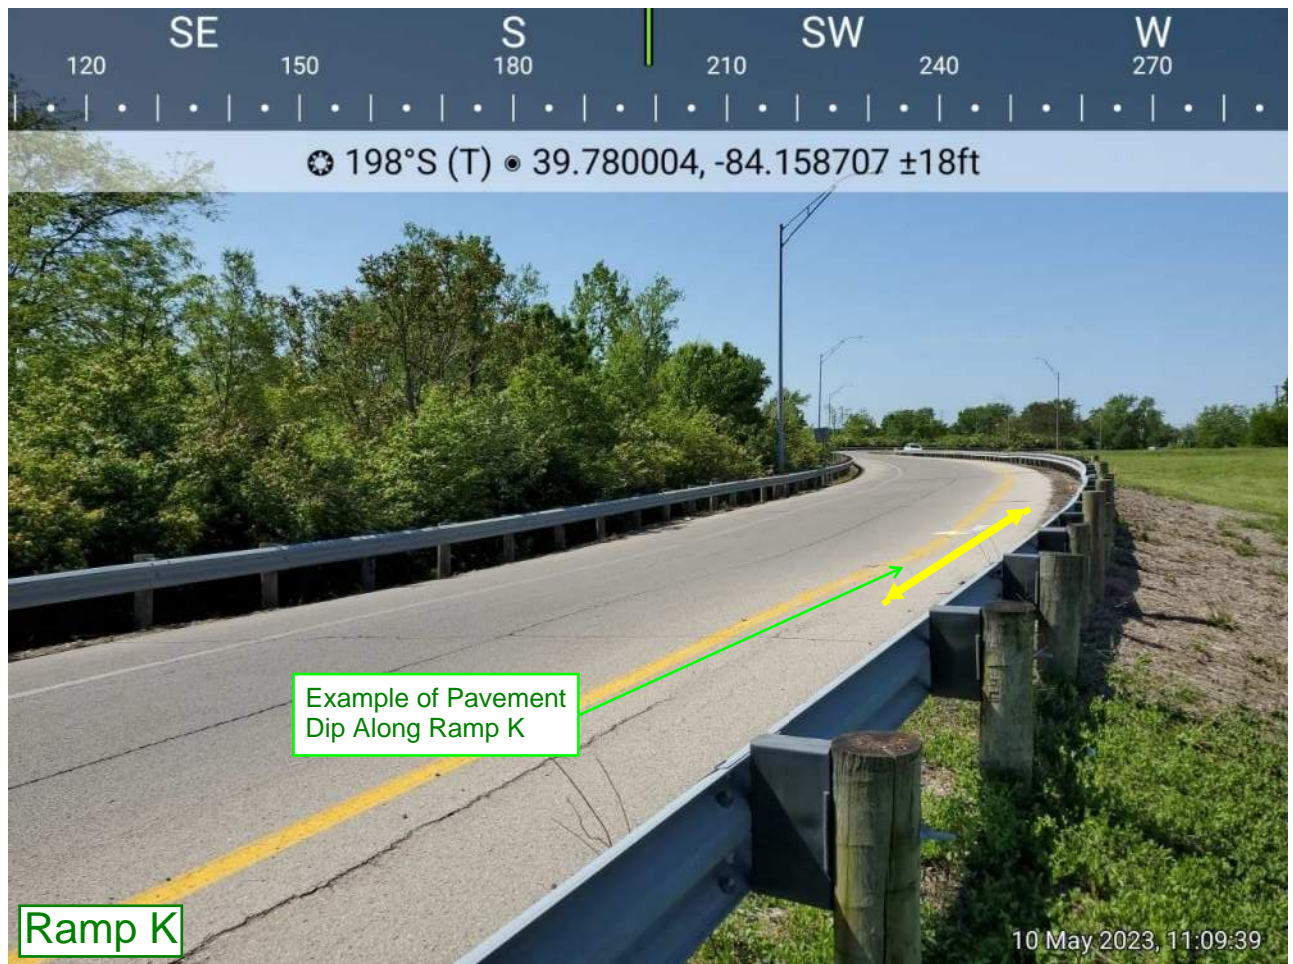 SE S SW W
120 150 180 210 240 270
198°S (T) 39.780004, -84.158707 ±18ft
Example of Pavement
Dip Along Ramp K
Ramp K
10 May 2023, 11:09:39